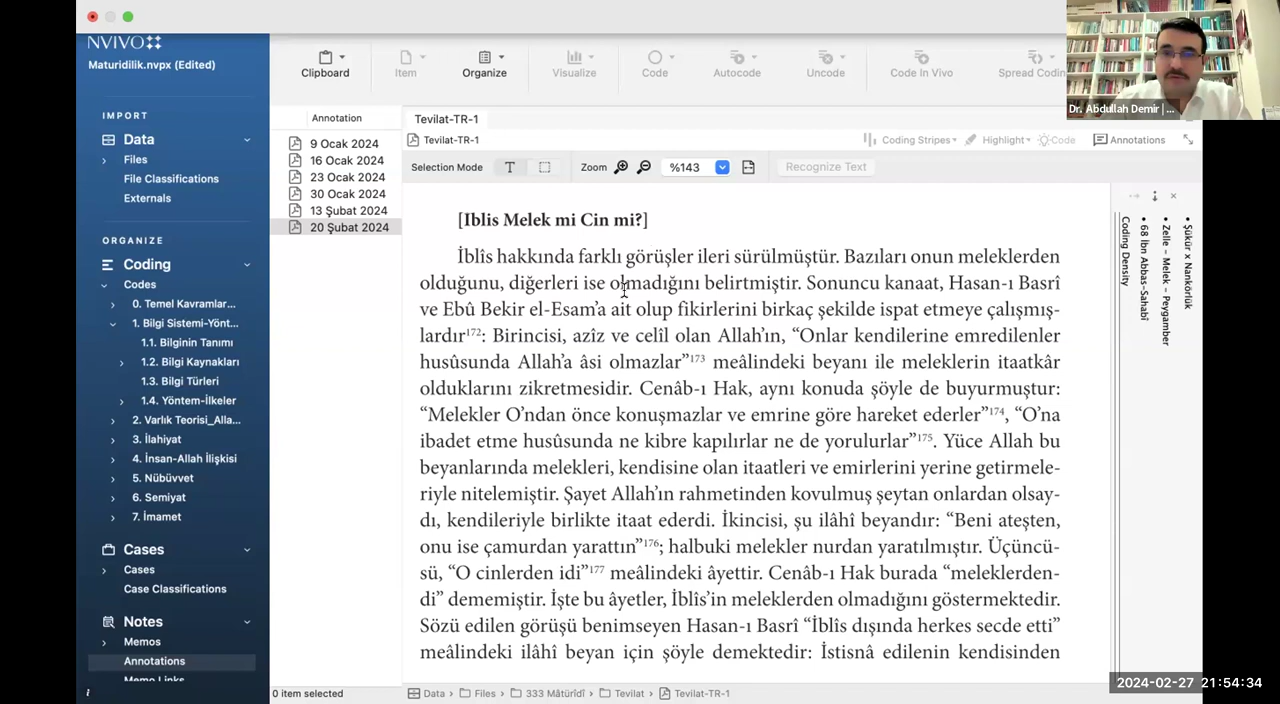 NVIVO
Maturidilik.nvpx (Edited)
IMPORT
Data
Files
File Classifications
Externals
ORGANIZE
Coding
Codes
0. Temel Kavramlar...
1. Bilgi Sistemi-Yönt...
1.1. Bilginin Tanımı
1.2. Bilgi Kaynakları
1.3. Bilgi Türleri
1.4. Yöntem-İlkeler
2. Varlık Teorisi_Alla...
3. İlahiyat
4. İnsan-Allah İlişkisi
5. Nübüvvet
6. Semiyat
7. İmamet
Cases
Cases
Case Classifications
Notes
Memos
Annotations
Memo Links
Clipboard
Item
Organize
Visualize
Code
Autocode
Uncode
Code In Vivo
Spread Codin
Dr. Abdullah Demir | ...
Annotation
9 Ocak 2024
16 Ocak 2024
23 Ocak 2024
30 Ocak 2024
13 Şubat 2024
20 Şubat 2024
0 item selected
Tevilat-TR-1
Tevilat-TR-1
Coding Stripes
Highlight
Code
Annotations
Selection Mode
T
Zoom
%143
Recognize Text
[Iblis Melek mi Cin mi?]
İblîs hakkında farklı görüşler ileri sürülmüştür. Bazıları onun meleklerden
olduğunu, diğerleri ise olmadığını belirtmiştir. Sonuncu kanaat, Hasan-ı Basrî
ve Ebû Bekir el-Esam’a ait olup fikirlerini birkaç şekilde ispat etmeye çalışmış-
lardır172: Birincisi, azîz ve celîl olan Allah’ın, “Onlar kendilerine emredilenler
husûsunda Allah’a âsi olmazlar”173 meâlindeki beyanı ile meleklerin itaatkâr
olduklarını zikretmesidir. Cenâb-ı Hak, aynı konuda şöyle de buyurmuştur:
“Melekler O’ndan önce konuşmazlar ve emrine göre hareket ederler”174, “O’na
ibadet etme husûsunda ne kibre kapılırlar ne de yorulurlar”175. Yüce Allah bu
beyanlarında melekleri, kendisine olan itaatleri ve emirlerini yerine getirmele-
riyle nitelemiştir. Şayet Allah’ın rahmetinden kovulmuş şeytan onlardan olsay-
dı, kendileriyle birlikte itaat ederdi. İkincisi, şu ilâhî beyandır: “Beni ateşten,
onu ise çamurdan yarattın”176; halbuki melekler nurdan yaratılmıştır. Üçüncü-
sü, “O cinlerden idi”177 meâlindeki âyettir. Cenâb-ı Hak burada “meleklerden-
di” dememiştir. İşte bu âyetler, İblîs’in meleklerden olmadığını göstermektedir.
Sözü edilen görüşü benimseyen Hasan-ı Basrî “İblîs dışında herkes secde etti”
meâlindeki ilâhî beyan için şöyle demektedir: İstisnâ edilenin kendisinden
Şükür x Nankörlük
Zelle - Melek - Peygamber
68 İbn Abbas-Sahabî
Coding Density
Data
Files
333 Mâtürîdî
Tevilat
Tevilat-TR-1
2024-02-27 21:54:34